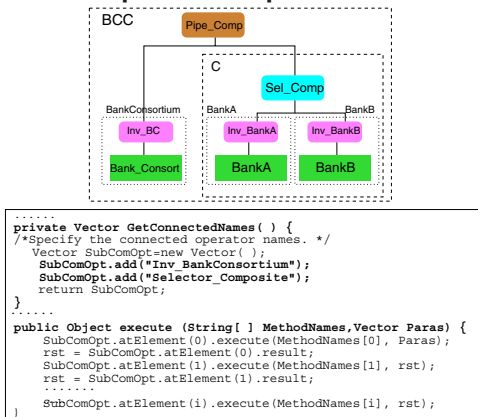 BCC
Pipe_Comp
C
Sel_Comp
BankConsortium
BankA
BankB
Inv_BC
Inv_BankA
Inv_BankB
Bank_Consort
BankA
BankB
......
private Vector GetConnectedNames( ) {
/*Specify the connected operator names. */
Vector SubComOpt=new Vector( );
SubComOpt.add("Inv_BankConsortium");
SubComOpt.add("Selector_Composite");
return SubComOpt;
}
......
public Object execute (String[ ] MethodNames,Vector Paras) {
SubComOpt.atElement(0).execute(MethodNames[0], Paras);
rst = SubComOpt.atElement(0).result;
SubComOpt.atElement(1).execute(MethodNames[1], rst);
rst = SubComOpt.atElement(1).result;
.......
SubComOpt.atElement(i).execute(MethodNames[i], rst);
}